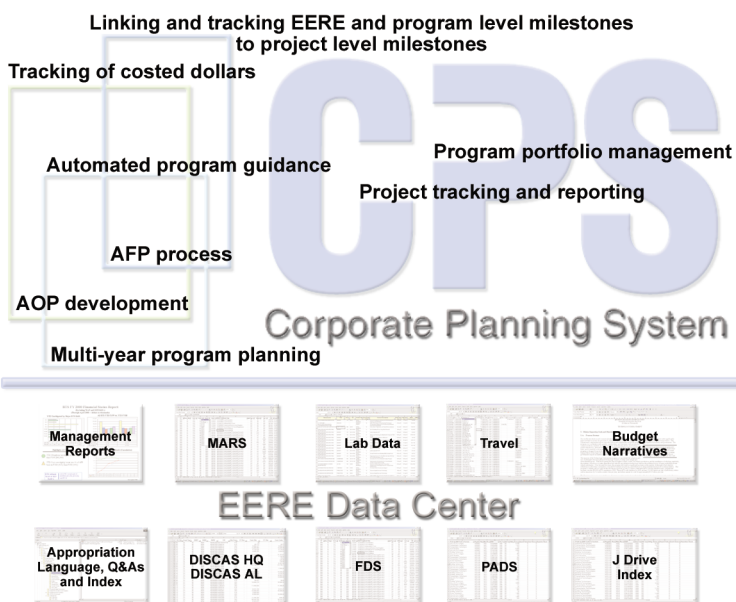 Linking and tracking EERE and program level milestones
to project level milestones
Tracking of costed dollars
CPS
Program portfolio management
Automated program guidance
Project tracking and reporting
AFP process
AOP development
Corporate Planning System
Multi-year program planning
Management
Reports
MARS
Lab Data
Travel
Budget
Narratives
EERE Data Center
Appropriation
Language, Q&As
and Index
DISCAS HQ
DISCAS AL
FDS
PADS
J Drive
Index